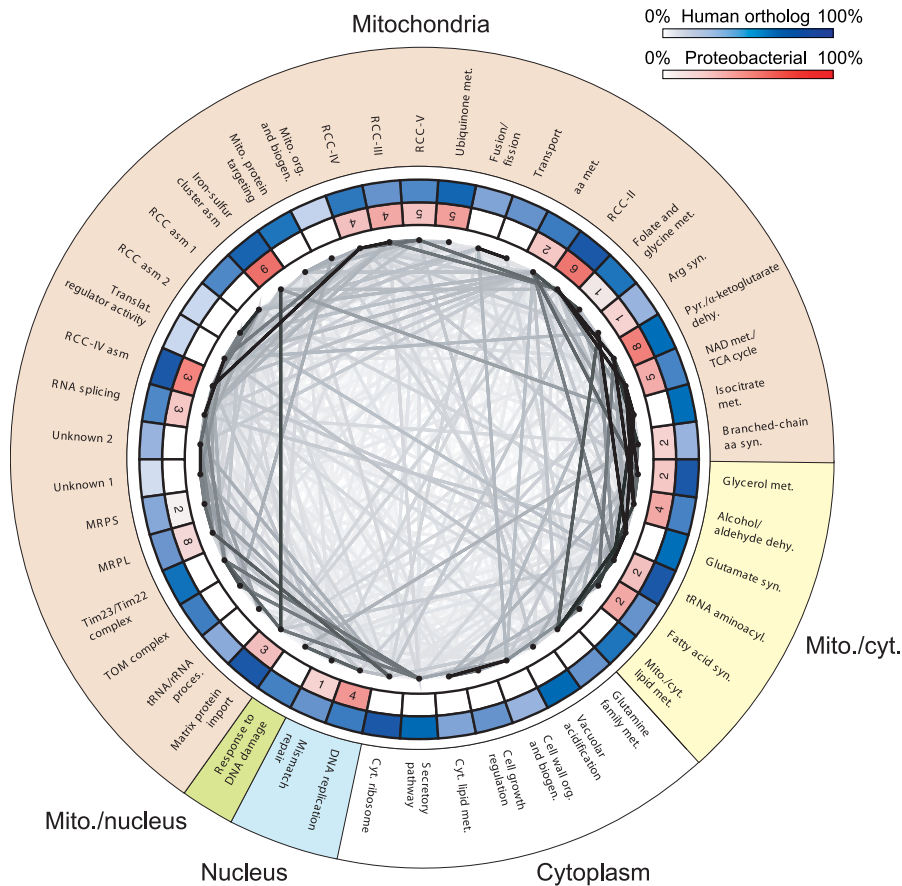 Mitochondria
0% Human ortholog 100%
0% Proteobacterial 100%
RCC-V
Ubiquinone met.
Fusion/
fission
Transport
aa met.
RCC-II
Folate and
glycine met.
Arg syn.
Pyr./α-ketoglutarate
dehy.
NAD met./
TCA cycle
Isocitrate
met.
Branched-chain
aa syn.
Glycerol met.
Alcohol/
aldehyde dehy.
Glutamate syn.
tRNA aminoacyl.
Fatty acid syn.
Mito./cyt.
lipid met.
Mito./cyt.
Glutamine
family met.
Vacuolar
acidification
Cell wall org.
and biogen.
Cell growth
regulation
Cyt. lipid met.
Secretory
pathway
Cyt. ribosome
Cytoplasm
DNA replication
Mismatch
repair
Nucleus
Response to
DNA damage
Mito./nucleus
Matrix protein
import
tRNA/rRNA
proces.
TOM complex
Tim23/Tim22
complex
MRPL
MRPS
Unknown 1
Unknown 2
RNA splicing
RCC-IV asm
Translat.
regulator activity
RCC asm 2
RCC asm 1
Iron-sulfur
cluster asm
Mito. protein
targeting
Mito. org.
and biogen.
RCC-IV
RCC-III
5
5
2
6
1
1
8
5
2
2
4
2
2
4
1
3
8
2
3
3
9
4
4